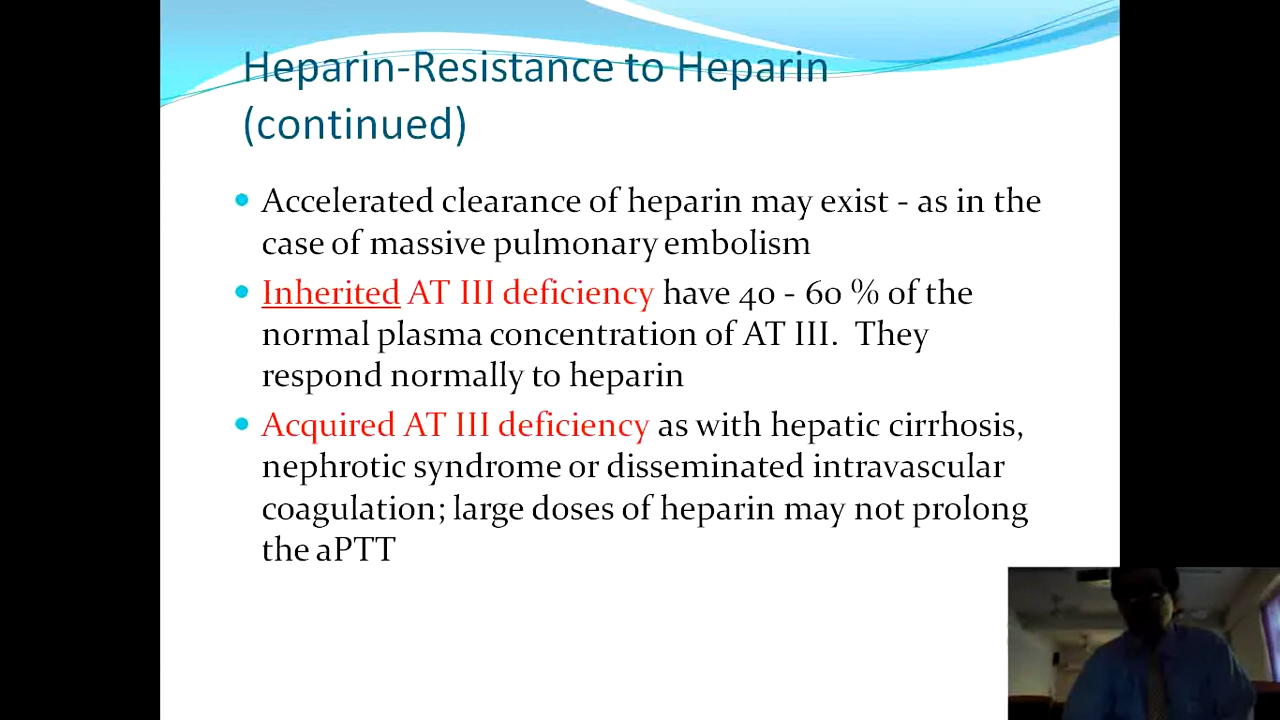 Heparin-Resistance to Heparin
(continued)
Accelerated clearance of heparin may exist - as in the
case of massive pulmonary embolism
Inherited AT III deficiency have 40 - 60 % of the
normal plasma concentration of AT III. They
respond normally to heparin
Acquired AT III deficiency as with hepatic cirrhosis,
nephrotic syndrome or disseminated intravascular
coagulation; large doses of heparin may not prolong
the aPTT